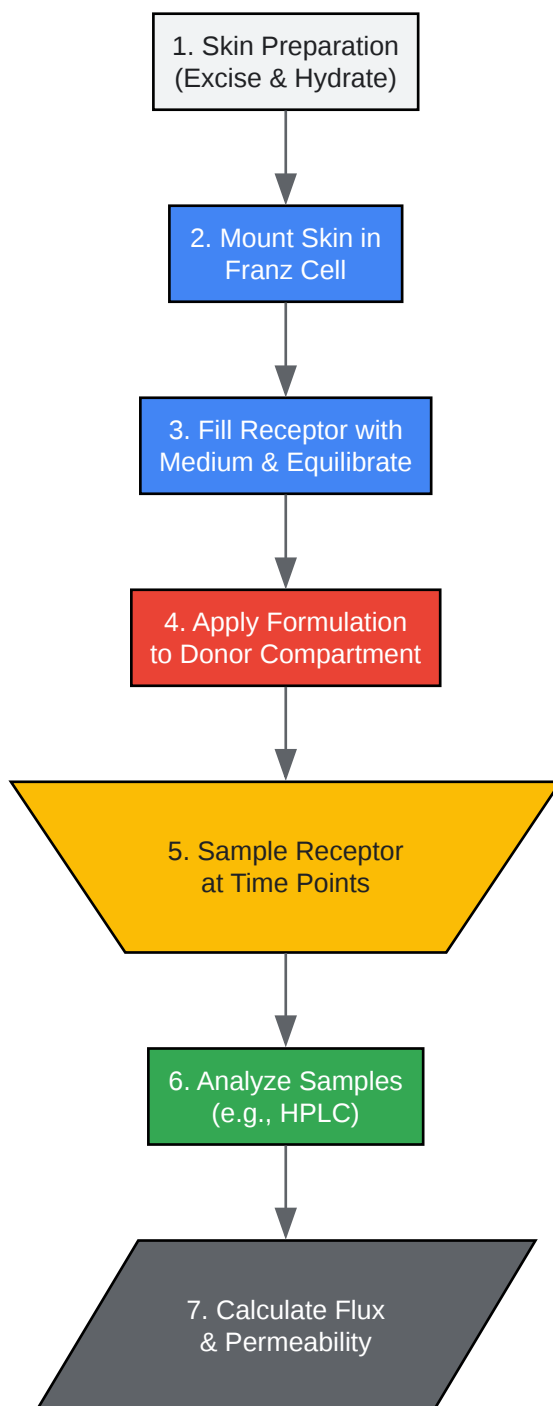 1. Skin Preparation
(Excise & Hydrate)
2. Mount Skin in
Franz Cell
3. Fill Receptor with
Medium & Equilibrate
4. Apply Formulation
to Donor Compartment
5. Sample Receptor
at Time Points
6. Analyze Samples
(e.g., HPLC)
7. Calculate Flux
& Permeability